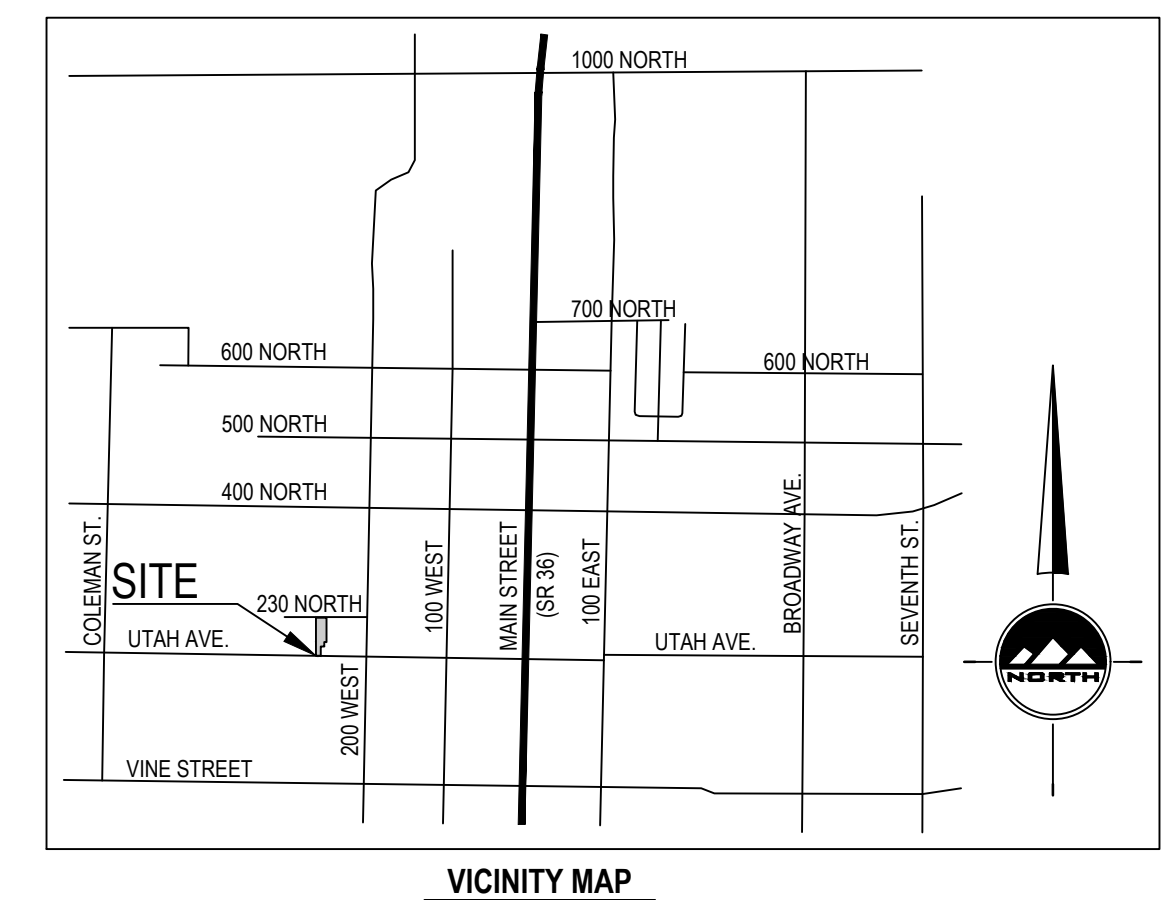 1000 NORTH
700 NORTH
600 NORTH
600 NORTH
500 NORTH
400 NORTH
COLEMAN ST.
SITE
230 NORTH
UTAH AVE.
200 WEST
100 WEST
MAIN STREET
(SR 36)
100 EAST
UTAH AVE.
BROADWAY AVE.
SEVENTH ST.
NORTH
VINE STREET
VICINITY MAP